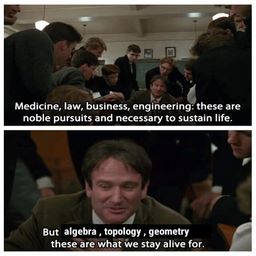 Medicine, law, business, engineering: these are
noble pursuits and necessary to sustain life.
But algebra , topology , geometry
these are what we stay alive for.